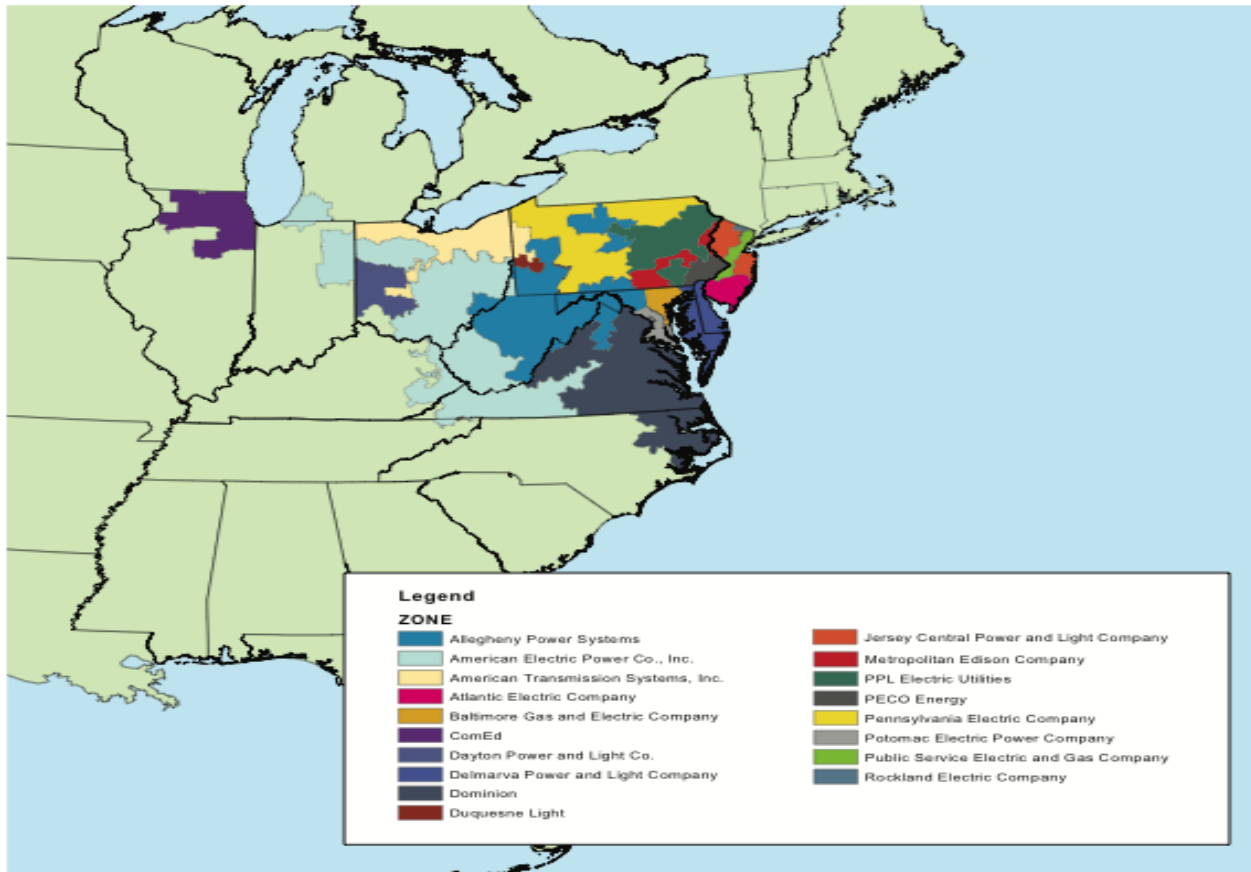 Legend
ZONE
Allegheny Power Systems
American Electric Power Co., Inc.
American Transmission Systems, Inc.
Atlantic Electric Company
Baltimore Gas and Electric Company
ComEd
Dayton Power and Light Co.
Delmarva Power and Light Company
Dominion
Duquesne Light
Jersey Central Power and Light Company
Metropolitan Edison Company
PPL Electric Utilities
PECO Energy
Pennsylvania Electric Company
Potomac Electric Power Company
Public Service Electric and Gas Company
Rockland Electric Company